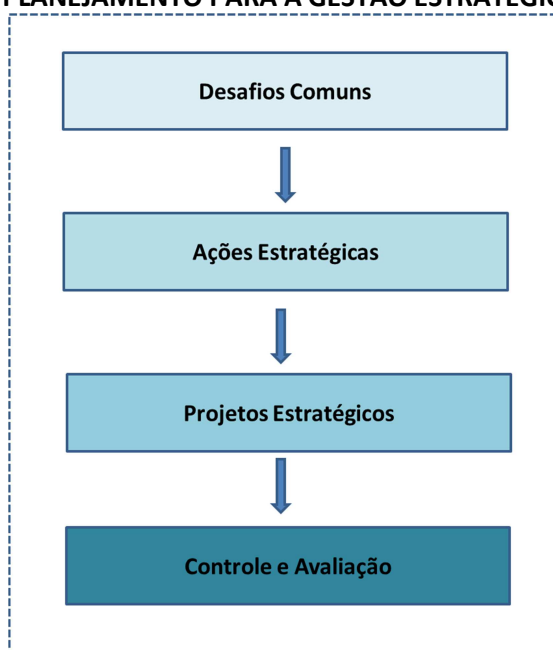 PLANEJAMENTO PARA A GESTÃO
Desafios Comuns
Ações Estratégicas
Projetos Estratégicos
Controle e Avaliação